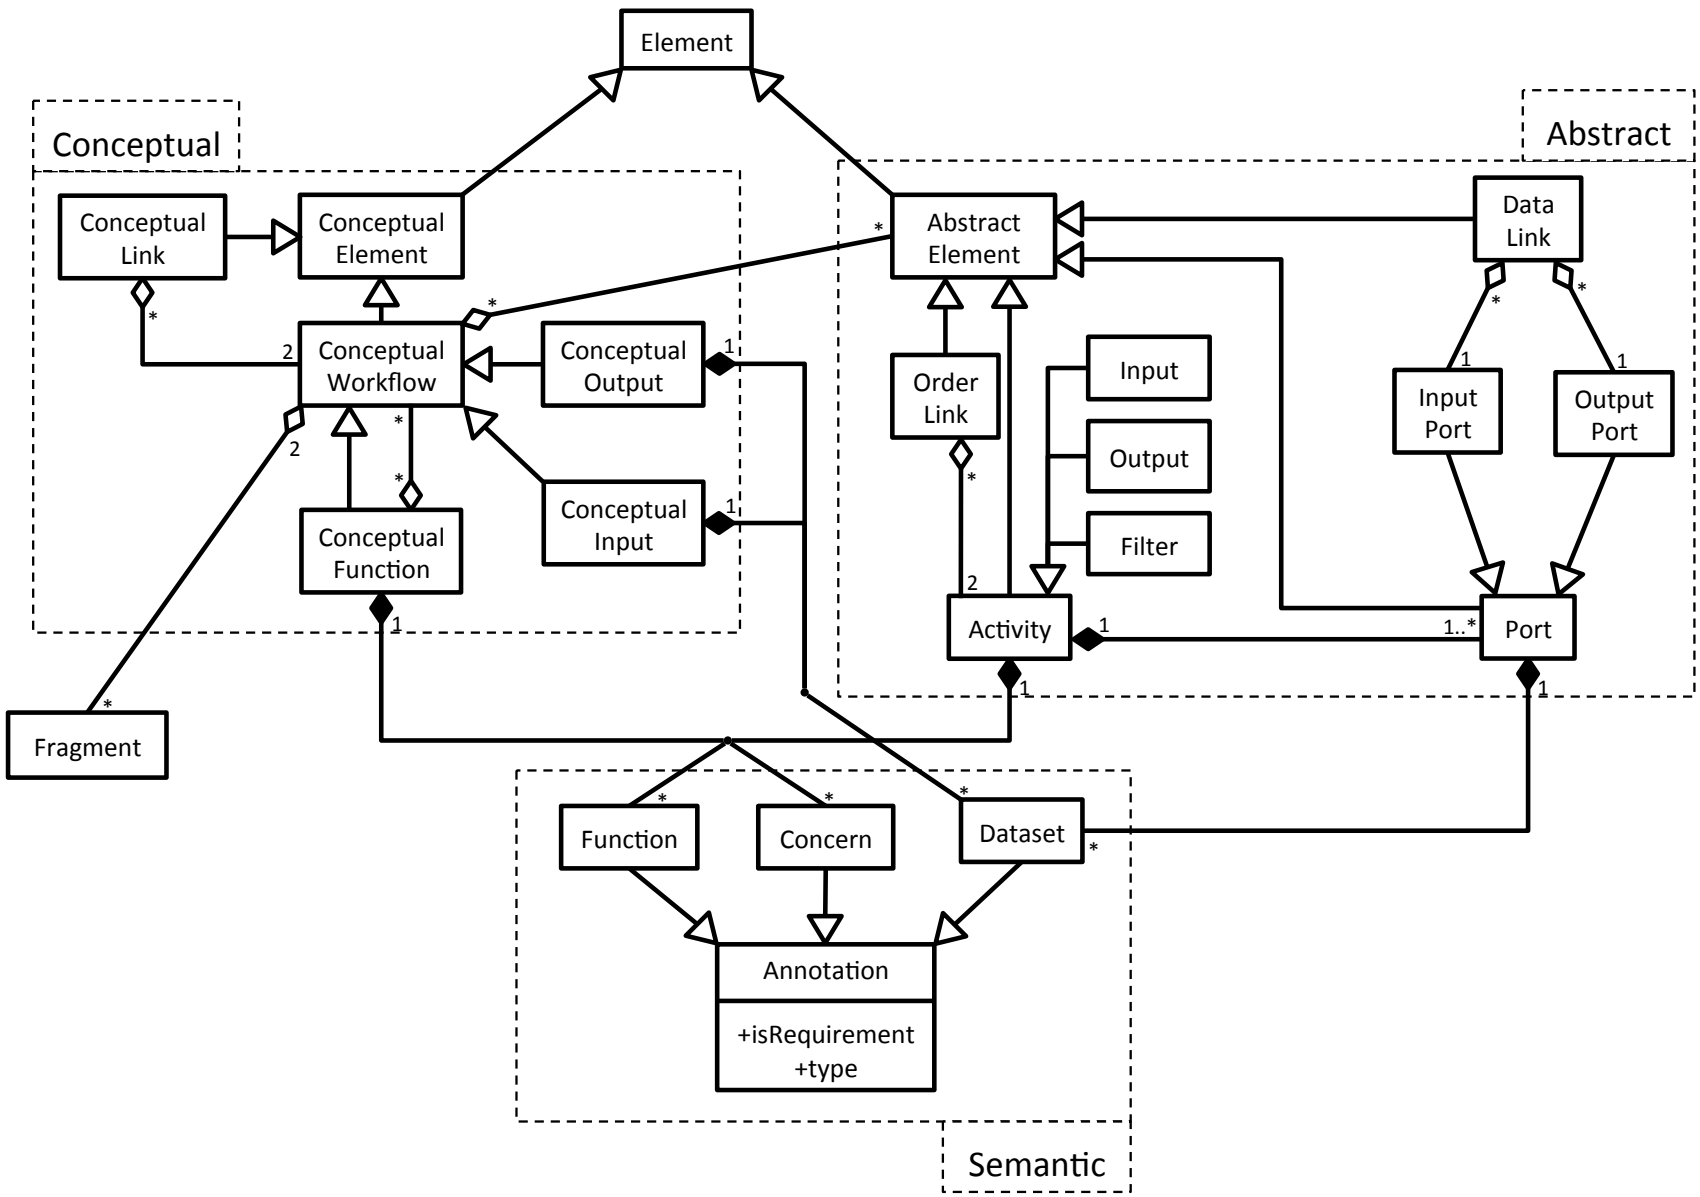 Element
Conceptual
Abstract
Conceptual
Link
Conceptual
Element
*
Abstract
Element
Data
Link
*
*
*
*
2
Conceptual
Workflow
Conceptual
Output
1
Order
Link
Input
1
1
Input
Port
Output
Port
*
2
*
*
Output
Conceptual
Function
Conceptual
Input
1
Filter
2
1
Activity
1
1..*
Port
1
1
*
Fragment
*
*
*
Function
Concern
Dataset
*
Annotation
+isRequirement
+type
Semantic